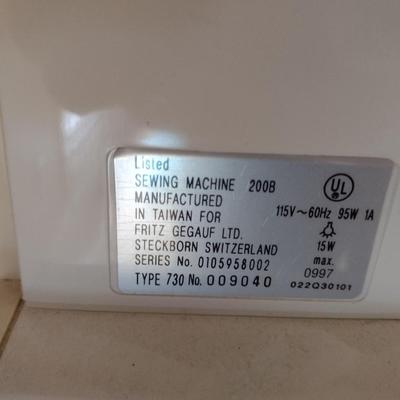 Listed
SEWING MACHINE 200B
MANUFACTURED
IN TAIWAN FOR
FRITZ GEGAUF LTD.
STECKBORN SWITZERLAND
SERIES No. 0105958002
TYPE 730 No. 009040
UL
115V~60Hz 95W 1A
15W
max.
0997
022Q30101